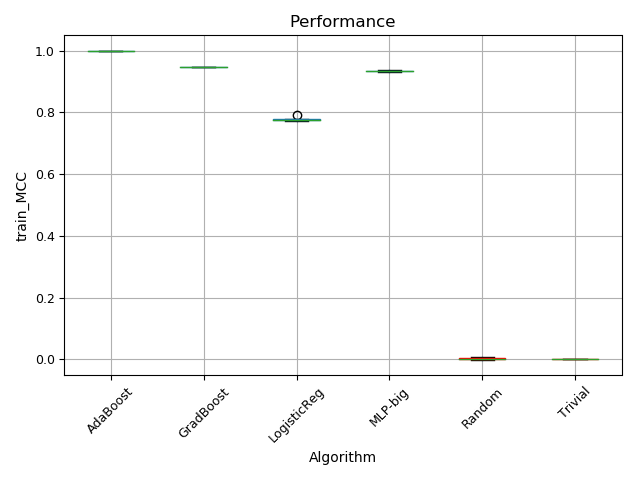 Performance
train_MCC
1.0
0.8
0.6
0.4
0.2
0.0
AdaBoost
GradBoost
LogisticReg
MLP-big
Random
Trivial
Algorithm